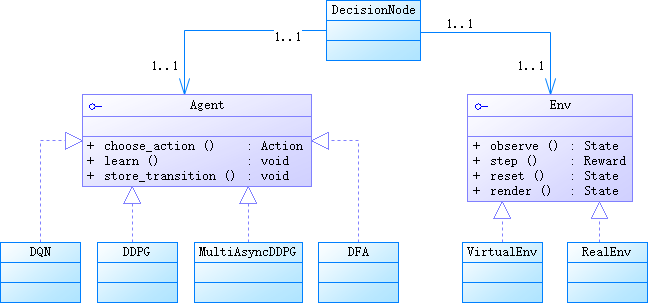 DecisionNode
1..1
1..1
1..1
1..1
Agent
+ choose_action () : Action
+ learn () : void
+ store_transition () : void
Env
+ observe () : State
+ step () : Reward
+ reset () : State
+ render () : State
DQN
DDPG
MultiAsyncDDPG
DFA
VirtualEnv
RealEnv